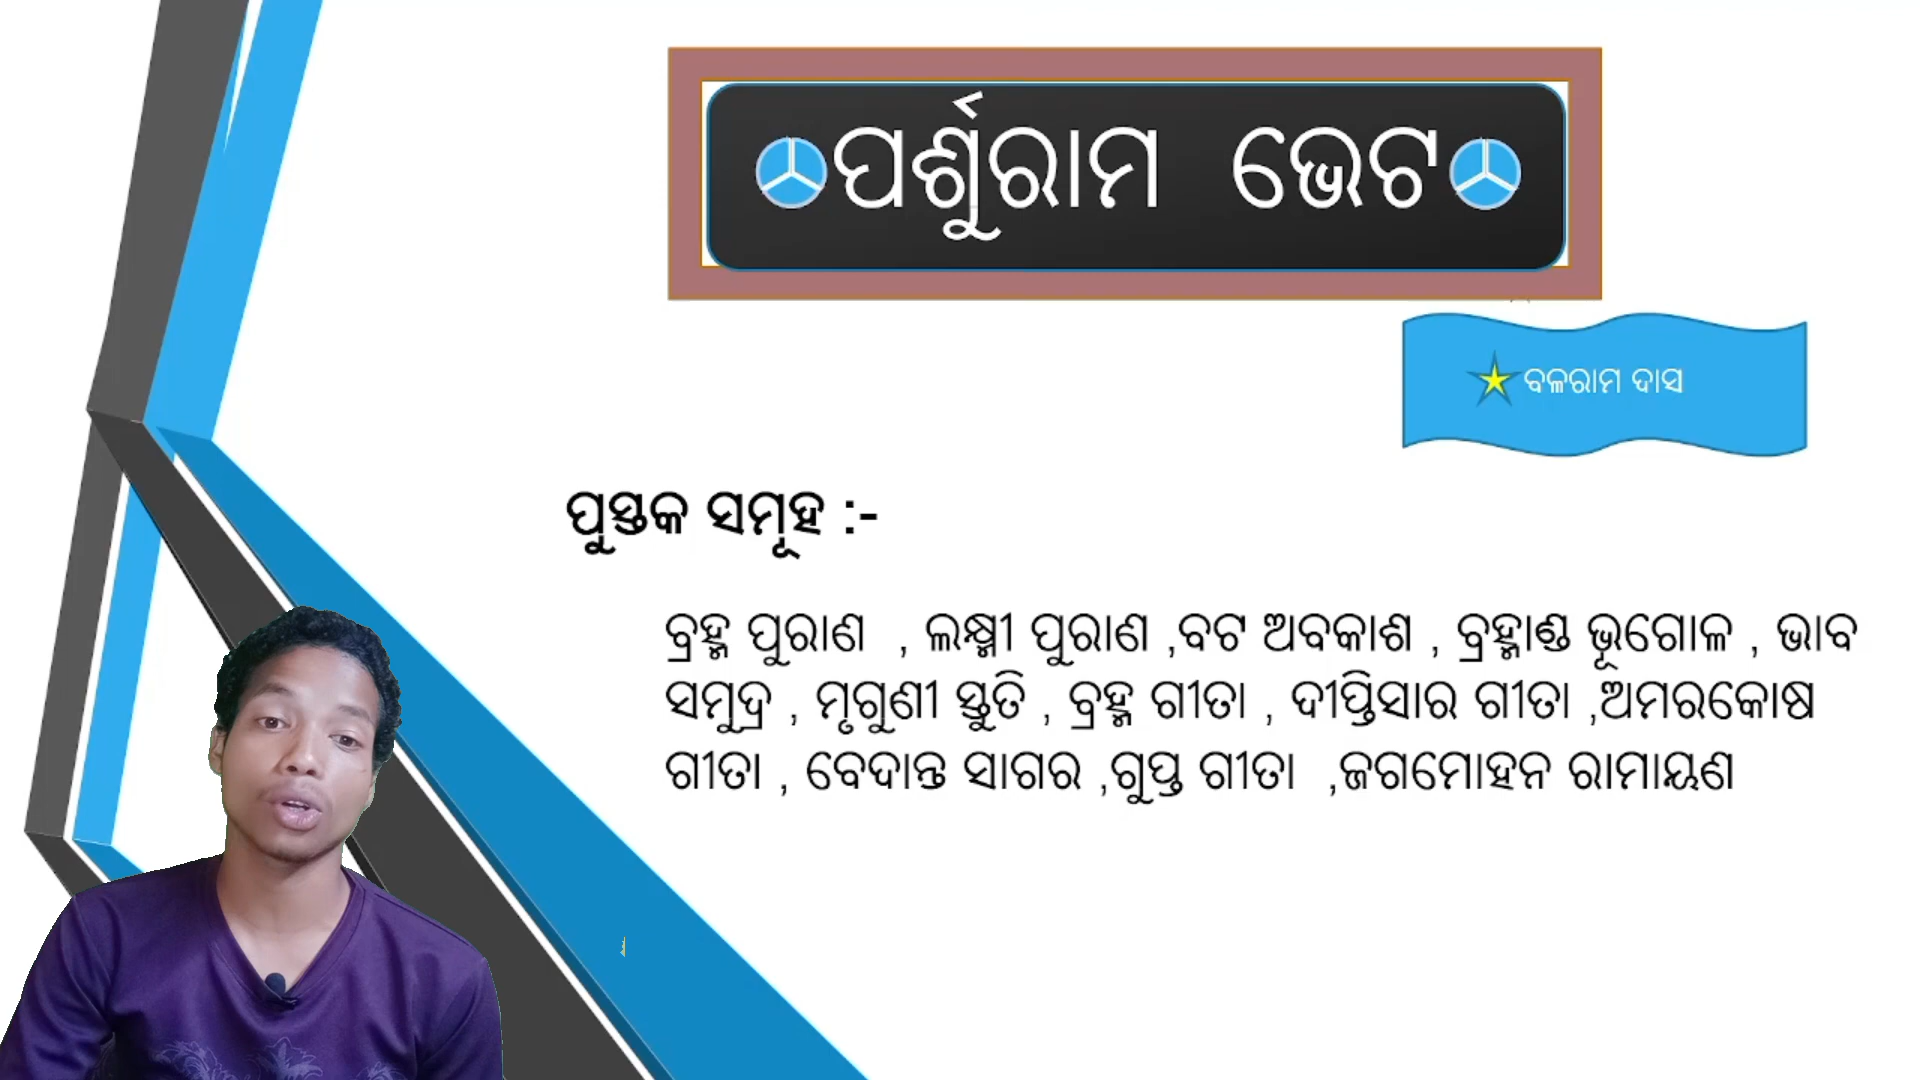 ପର୍ଶୁରାମ ଭେଟ
ବଳରାମ ଦାସ
ପୁସ୍ତକ ସମୂହ :-
ବ୍ରହ୍ମ ପୁରାଣ , ଲକ୍ଷ୍ମୀ ପୁରାଣ ,ବଟ ଅବକାଶ , ବ୍ରହ୍ମାଣ୍ଡ ଭୂଗୋଳ , ଭାବ
ସମୁଦ୍ର , ମୃଗୁଣୀ ସ୍ତୁତି , ବ୍ରହ୍ମ ଗୀତା , ଦୀପ୍ତିସାର ଗୀତା ,ଅମରକୋଷ
ଗୀତା , ବେଦାନ୍ତ ସାଗର ,ଗୁପ୍ତ ଗୀତା ,ଜଗମୋହନ ରାମାୟଣ